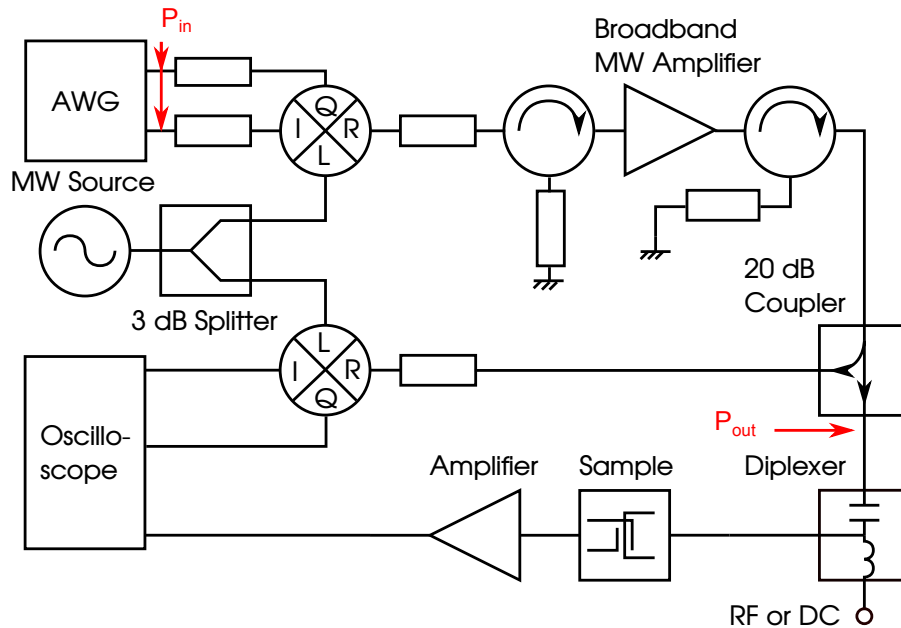 P_in
Broadband
MW Amplifier
AWG
Q
I R
L
MW Source
20 dB
Coupler
3 dB Splitter
L
I R
Q
Oscillo-
scope
P_out
Amplifier
Sample
Diplexer
RF or DC